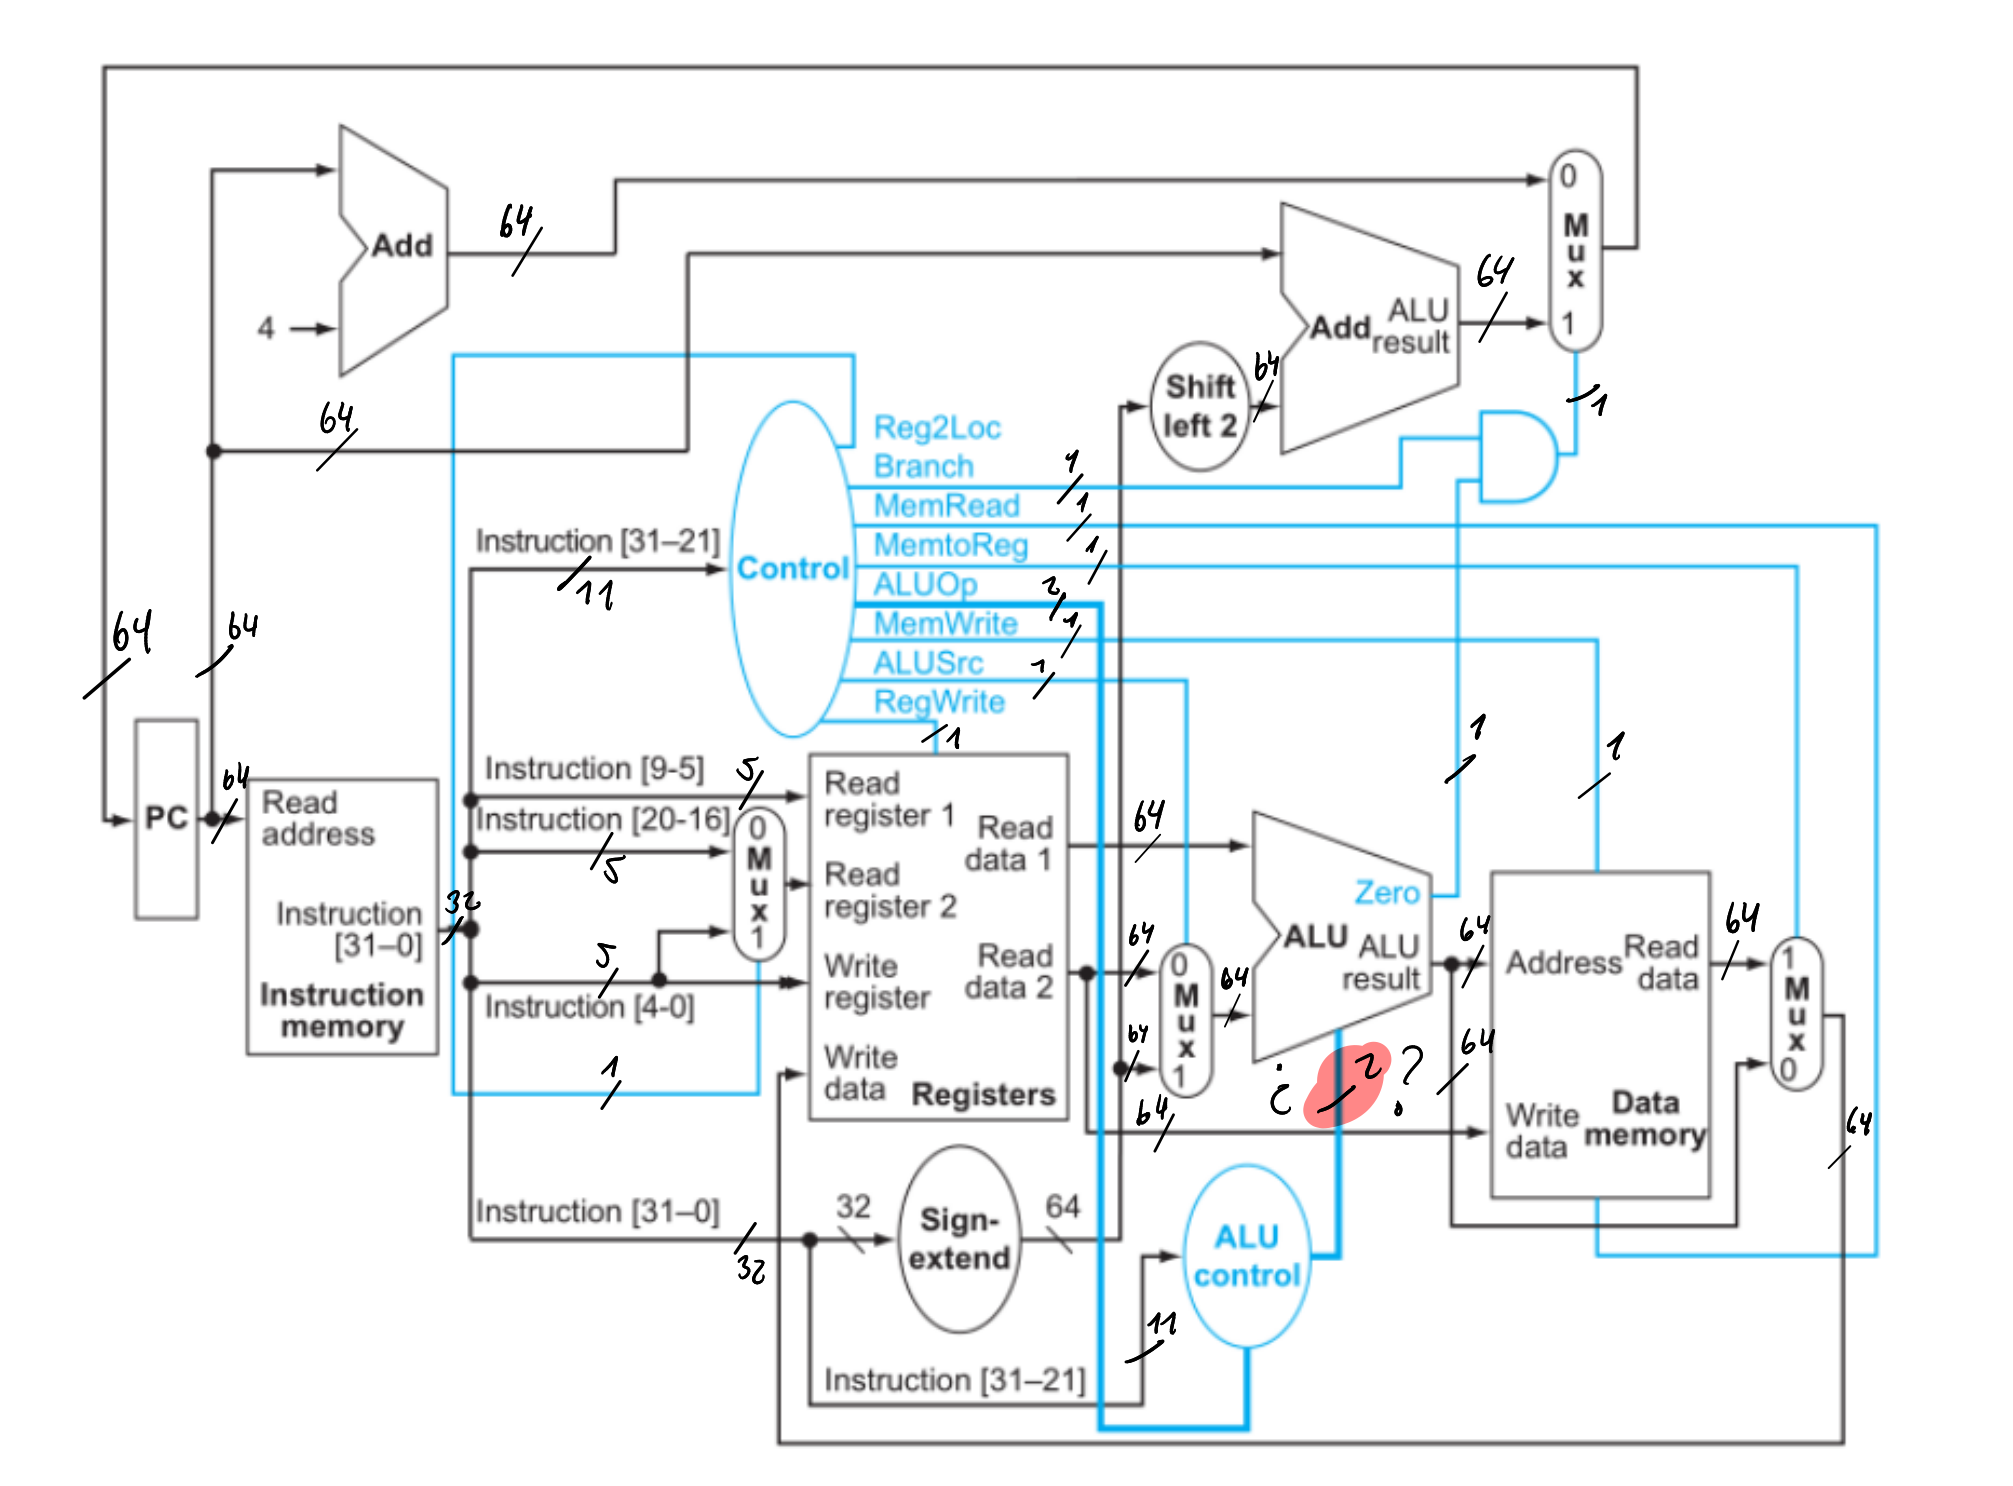 0
Mux
1
64
Add
64
Add
ALU
result
4
Shift
left 2
64
1
64
Reg2Loc
Branch
1
MemRead
1
Instruction [31–21]
11
Control
MemtoReg
1
ALUOp
2
MemWrite
1
ALUSrc
1
RegWrite
1
64
64
1
1
PC
64
Read
address
Instruction
[31–0]
Instruction
memory
32
Instruction [9-5]
5
Instruction [20-16]
5
0
Mux
1
5
Instruction [4-0]
1
Read
register 1
Read
data 1
Read
register 2
Write
register
Read
data 2
Write
data
Registers
64
64
0
Mux
1
64
64
64
Zero
ALU
ALU
result
¿ 2 ?
64
64
Address
Read
data
Write
data
Data
memory
64
1
Mux
0
64
Instruction [31–0]
32
32
Sign-
extend
64
ALU
control
11
Instruction [31–21]